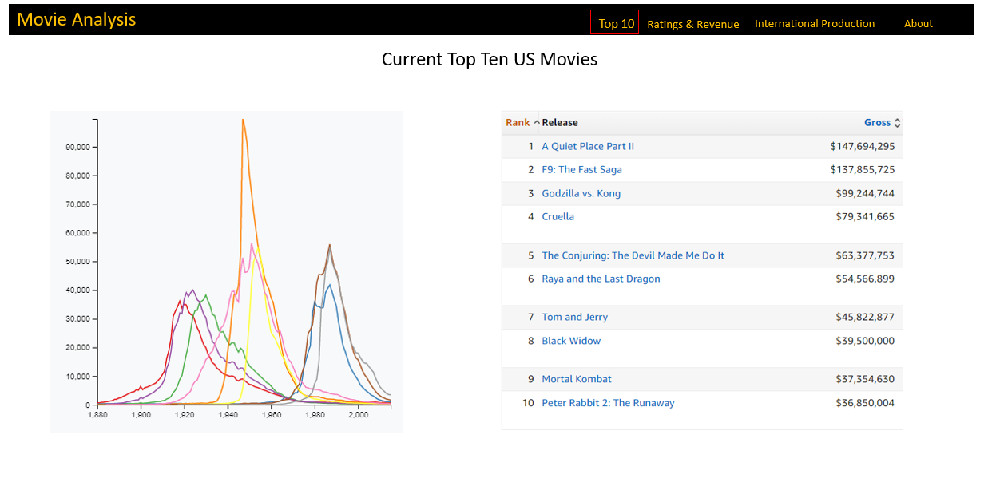 Movie Analysis
Top 10 Ratings & Revenue International Production About
Current Top Ten US Movies
90,000
80,000
70,000
60,000
50,000
40,000
30,000
20,000
10,000
0
1,880 1,900 1,920 1,940 1,960 1,980 2,000
Rank Release Gross
1 A Quiet Place Part II $147,694,295
2 F9: The Fast Saga $137,855,725
3 Godzilla vs. Kong $99,244,744
4 Cruella $79,341,665
5 The Conjuring: The Devil Made Me Do It $63,377,753
6 Raya and the Last Dragon $54,566,899
7 Tom and Jerry $45,822,877
8 Black Widow $39,500,000
9 Mortal Kombat $37,354,630
10 Peter Rabbit 2: The Runaway $36,850,004